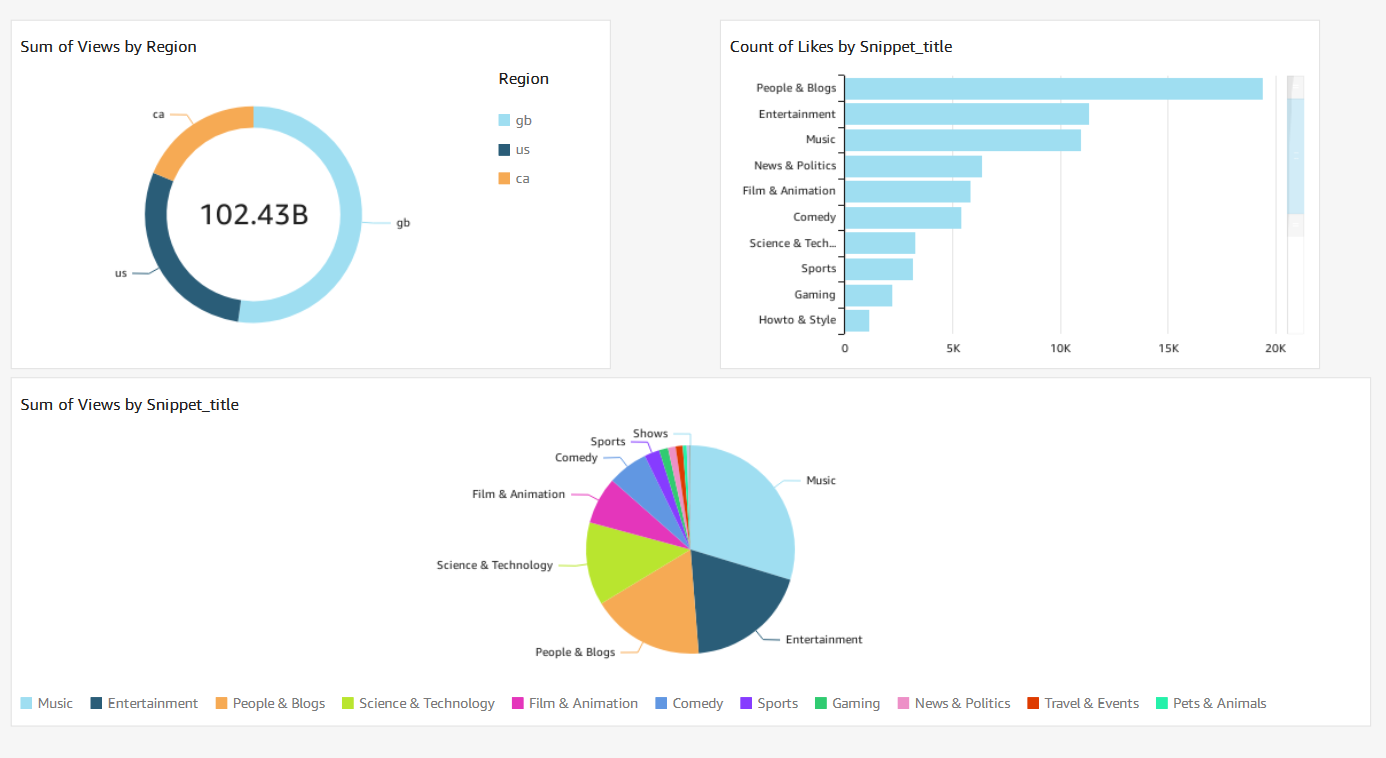 Sum of Views by Region
Region
gb
us
ca
ca
gb
us
102.43B
Count of Likes by Snippet_title
People & Blogs
Entertainment
Music
News & Politics
Film & Animation
Comedy
Science & Tech...
Sports
Gaming
Howto & Style
0 5K 10K 15K 20K
Sum of Views by Snippet_title
Shows
Sports
Comedy
Music
Film & Animation
Science & Technology
Entertainment
People & Blogs
Music Entertainment People & Blogs Science & Technology Film & Animation Comedy Sports Gaming News & Politics Travel & Events Pets & Animals